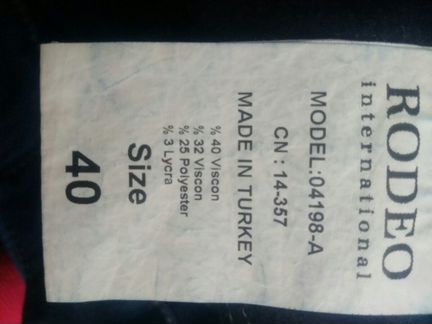 RODEO
international
MODEL:04198-A
CN : 14-357
MADE IN TURKEY
% 40 Viscon
% 32 Viscon
% 25 Polyester
% 3 Lycra
Size
40